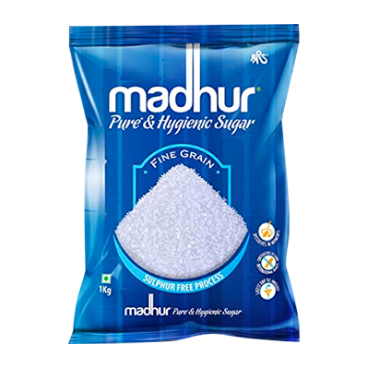 madhur
Pure & Hygienic Sugar
FINE GRAIN
SULPHUR FREE PROCESS
1Kg
madhur Pure & Hygienic Sugar